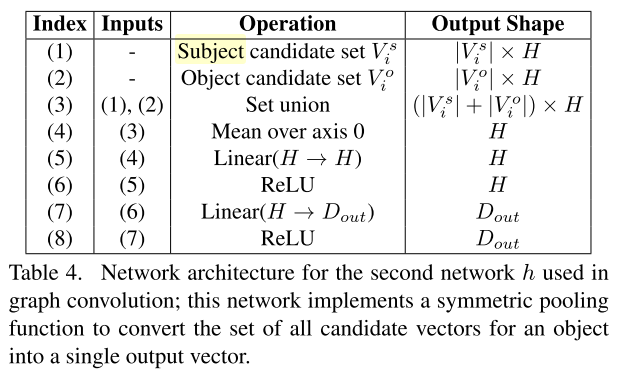 Index Inputs Operation Output Shape
(1) - Subject candidate set $V_i^s$ $|V_i^s| \times H$
(2) - Object candidate set $V_i^o$ $|V_i^o| \times H$
(3) (1), (2) Set union $(|V_i^s| + |V_i^o|) \times H$
(4) (3) Mean over axis 0 $H$
(5) (4) Linear($H \to H$) $H$
(6) (5) ReLU $H$
(7) (6) Linear($H \to D_{out}$) $D_{out}$
(8) (7) ReLU $D_{out}$
Table 4. Network architecture for the second network $h$ used in
graph convolution; this network implements a symmetric pooling
function to convert the set of all candidate vectors for an object
into a single output vector.